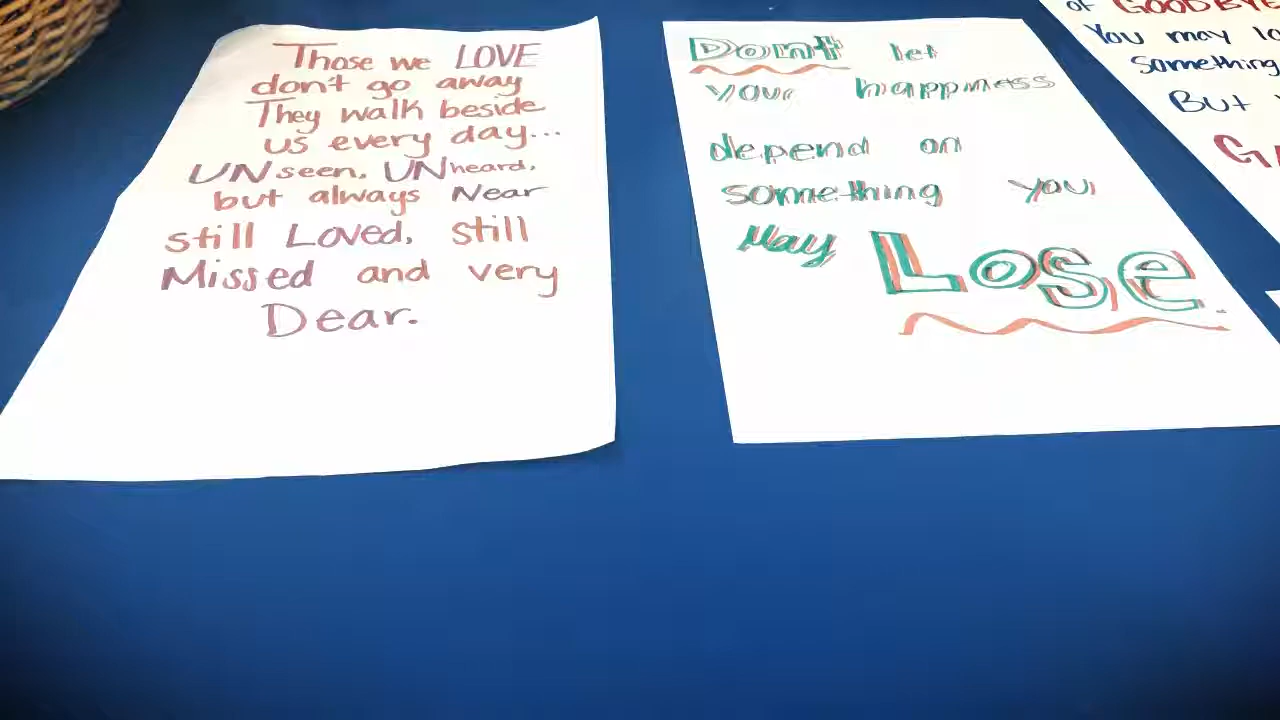 Those we LOVE
don't go away
They walk beside
us every day...
UNseen, UNheard,
but always Near
still Loved, still
Missed and very
Dear.
Don't let
your happiness
depend on
something you
May Lose.
of GOODBYE
You may
something
But